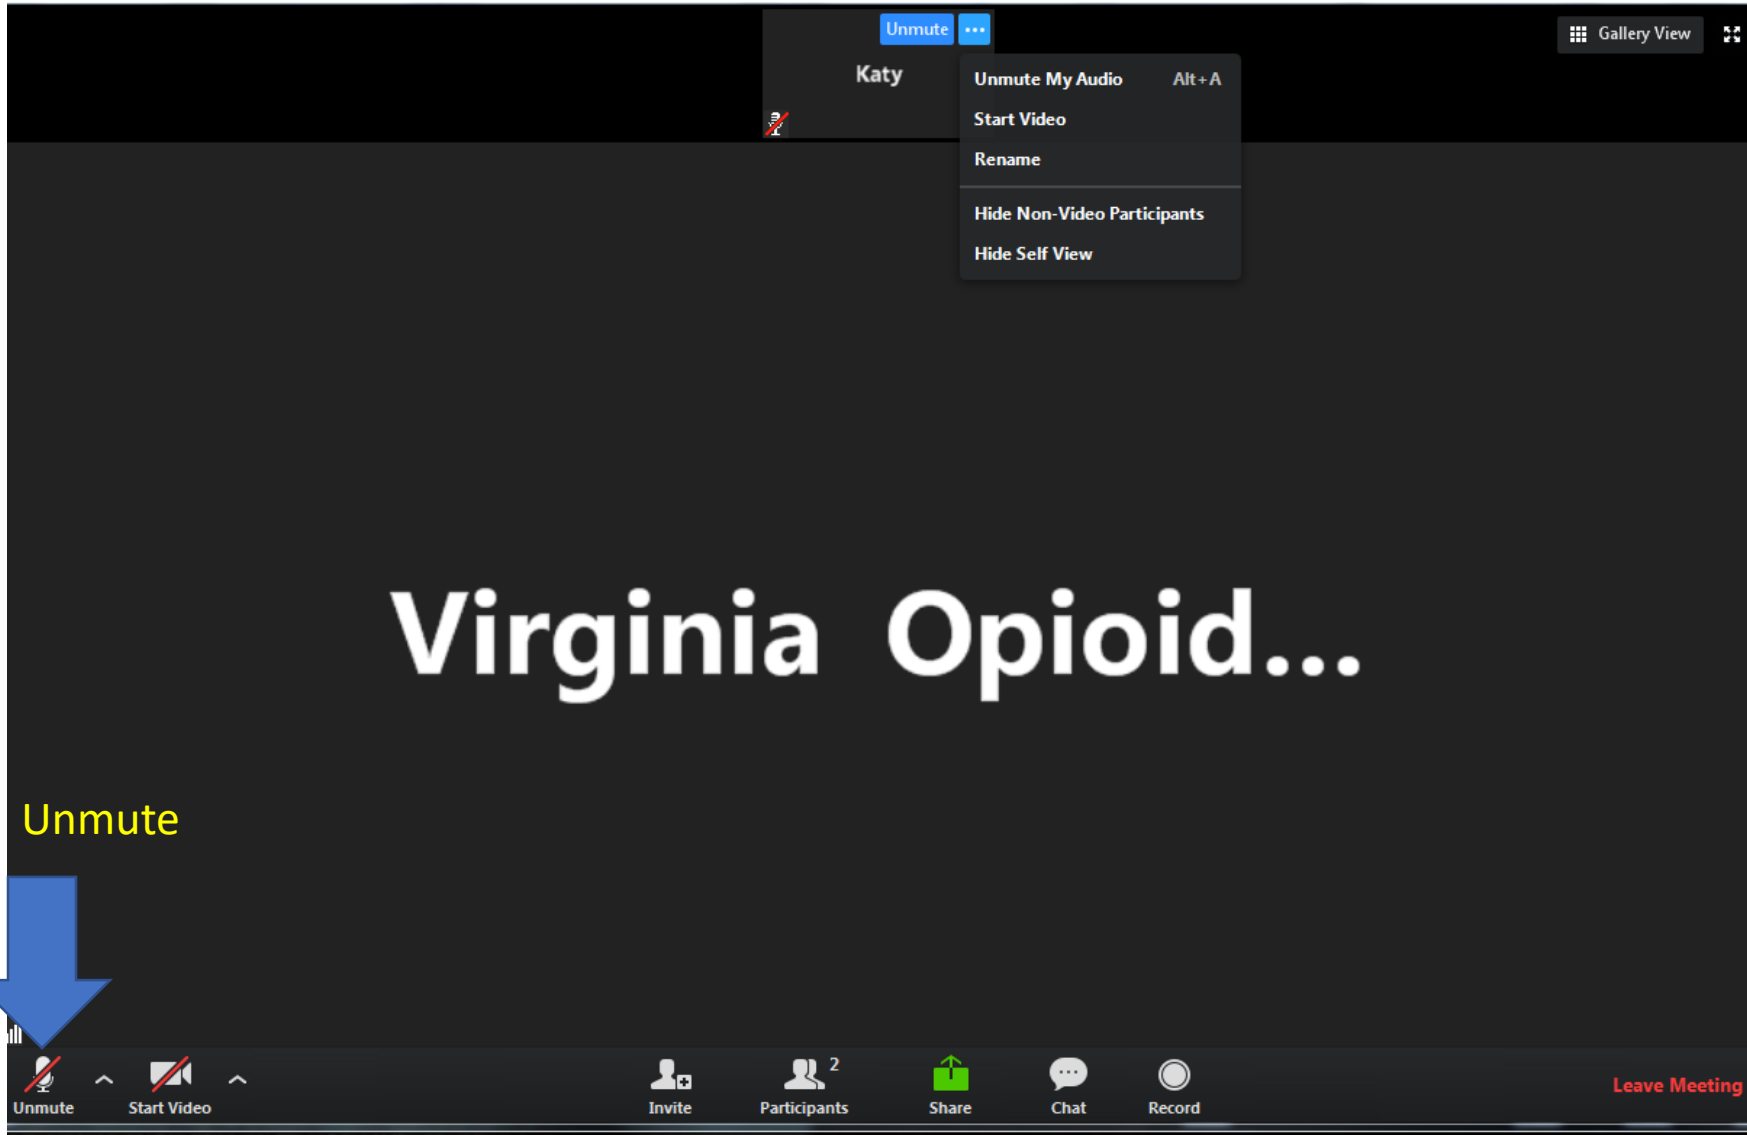 Unmute ...
Gallery View
Katy
Unmute My Audio Alt+A
Start Video
Rename
Hide Non-Video Participants
Hide Self View
Virginia Opioid...
Unmute
2
Unmute
Start Video
Invite
Participants
Share
Chat
Record
Leave Meeting